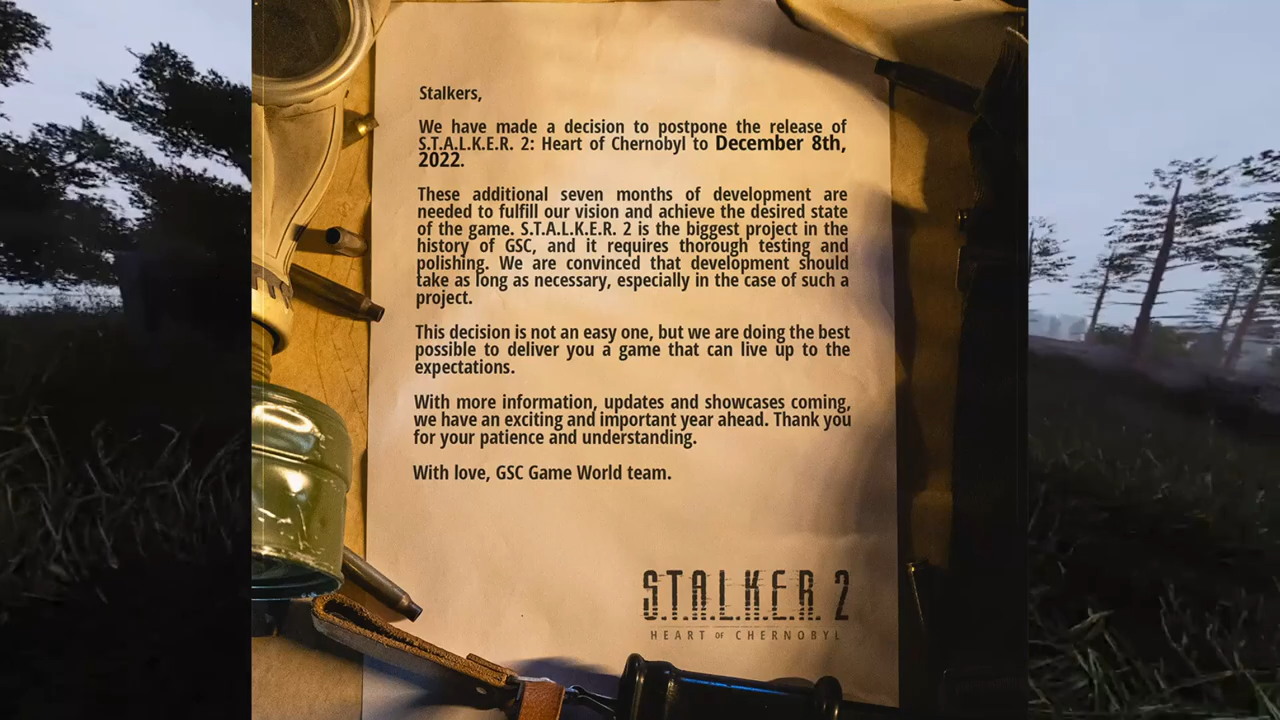 Stalkers,
We have made a decision to postpone the release of
S.T.A.L.K.E.R. 2: Heart of Chernobyl to December 8th,
2022.
These additional seven months of development are
needed to fulfill our vision and achieve the desired state
of the game. S.T.A.L.K.E.R. 2 is the biggest project in the
history of GSC, and it requires thorough testing and
polishing. We are convinced that development should
take as long as necessary, especially in the case of such a
project.
This decision is not an easy one, but we are doing the best
possible to deliver you a game that can live up to the
expectations.
With more information, updates and showcases coming,
we have an exciting and important year ahead. Thank you
for your patience and understanding.
With love, GSC Game World team.
S.T.A.L.K.E.R. 2
HEART OF CHERNOBYL